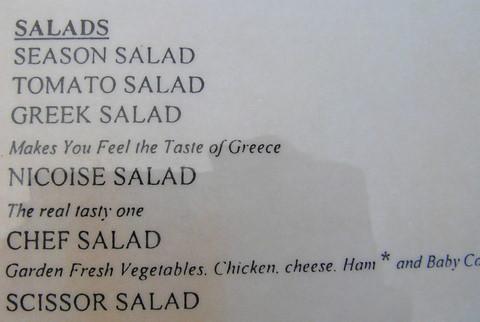 SALADS
SEASON SALAD
TOMATO SALAD
GREEK SALAD
Makes You Feel the Taste of Greece
NICOISE SALAD
The real tasty one
CHEF SALAD
Garden Fresh Vegetables. Chicken. cheese. Ham * and Baby
SCISSOR SALAD